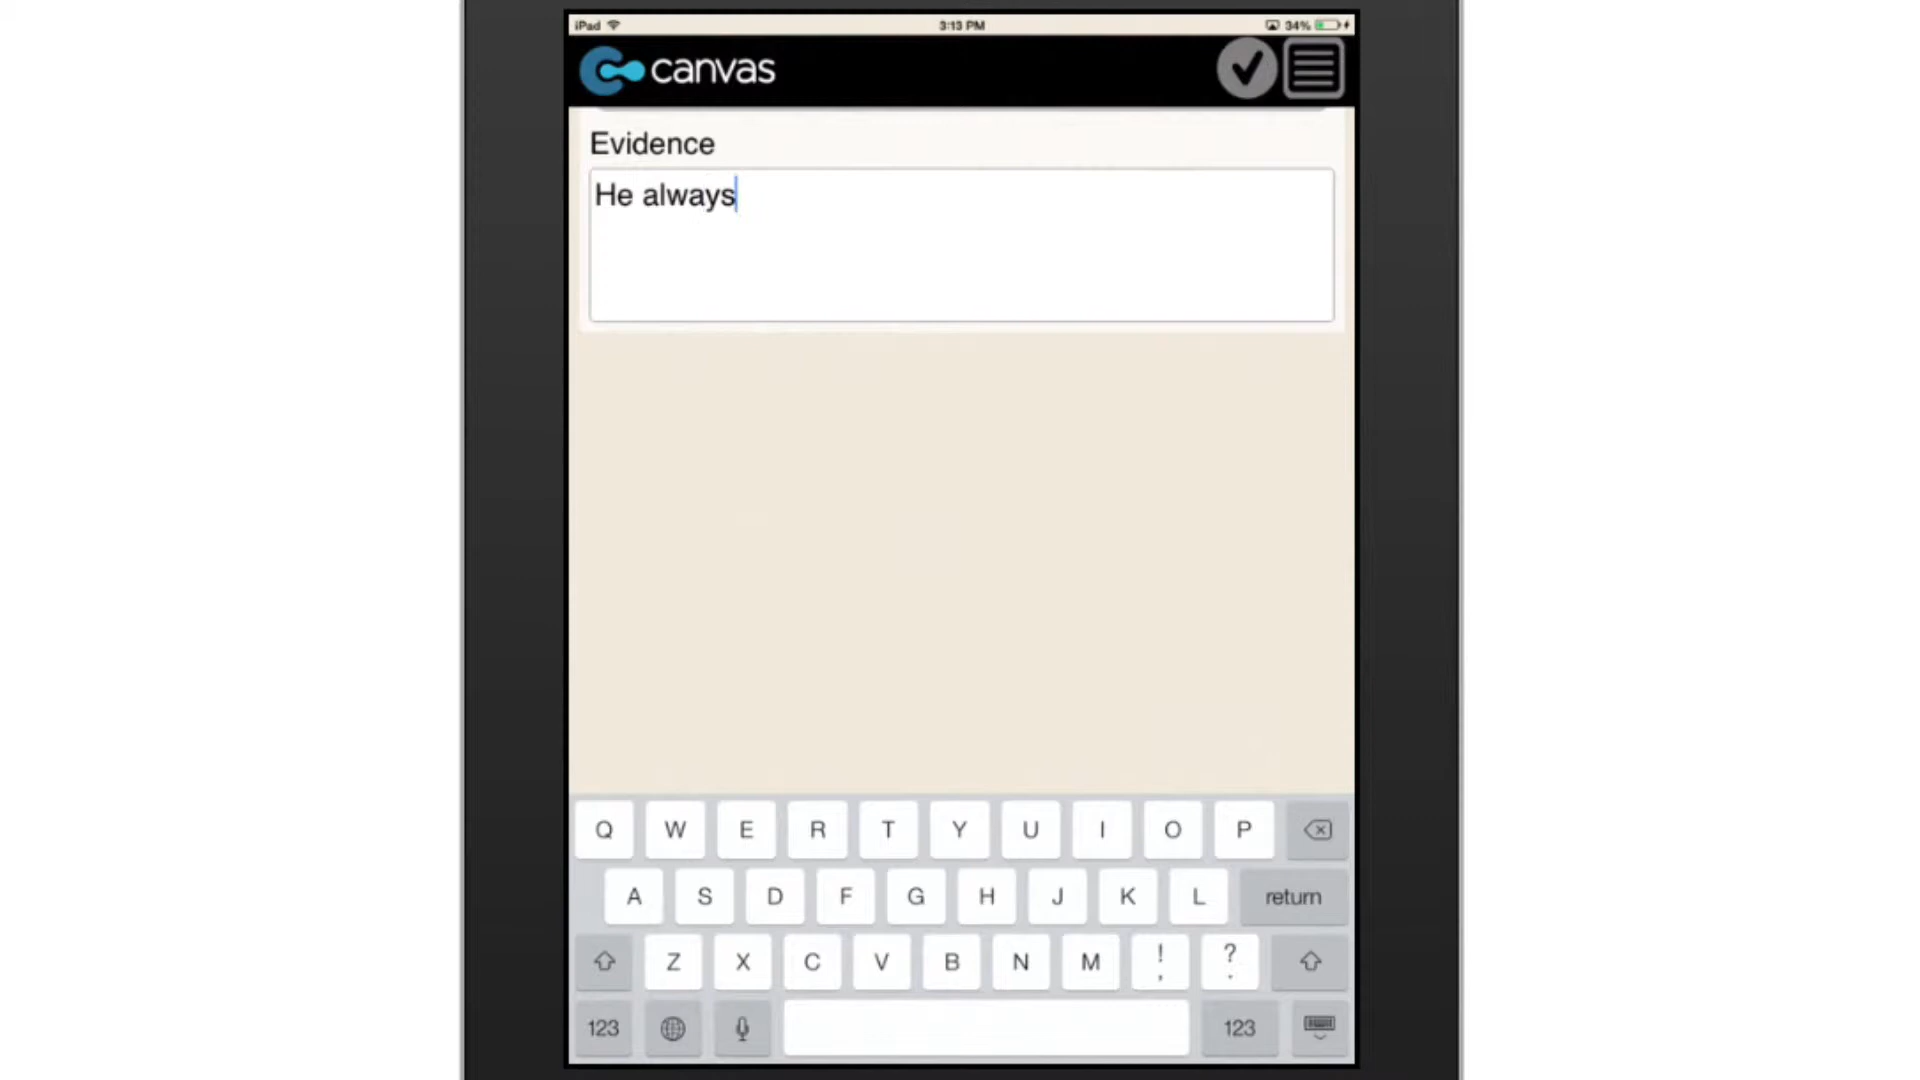 iPad 3:13 PM 34%
canvas
Evidence
He always
Q W E R T Y U I O P
A S D F G H J K L return
Z X C V B N M ! , ? .
123 123